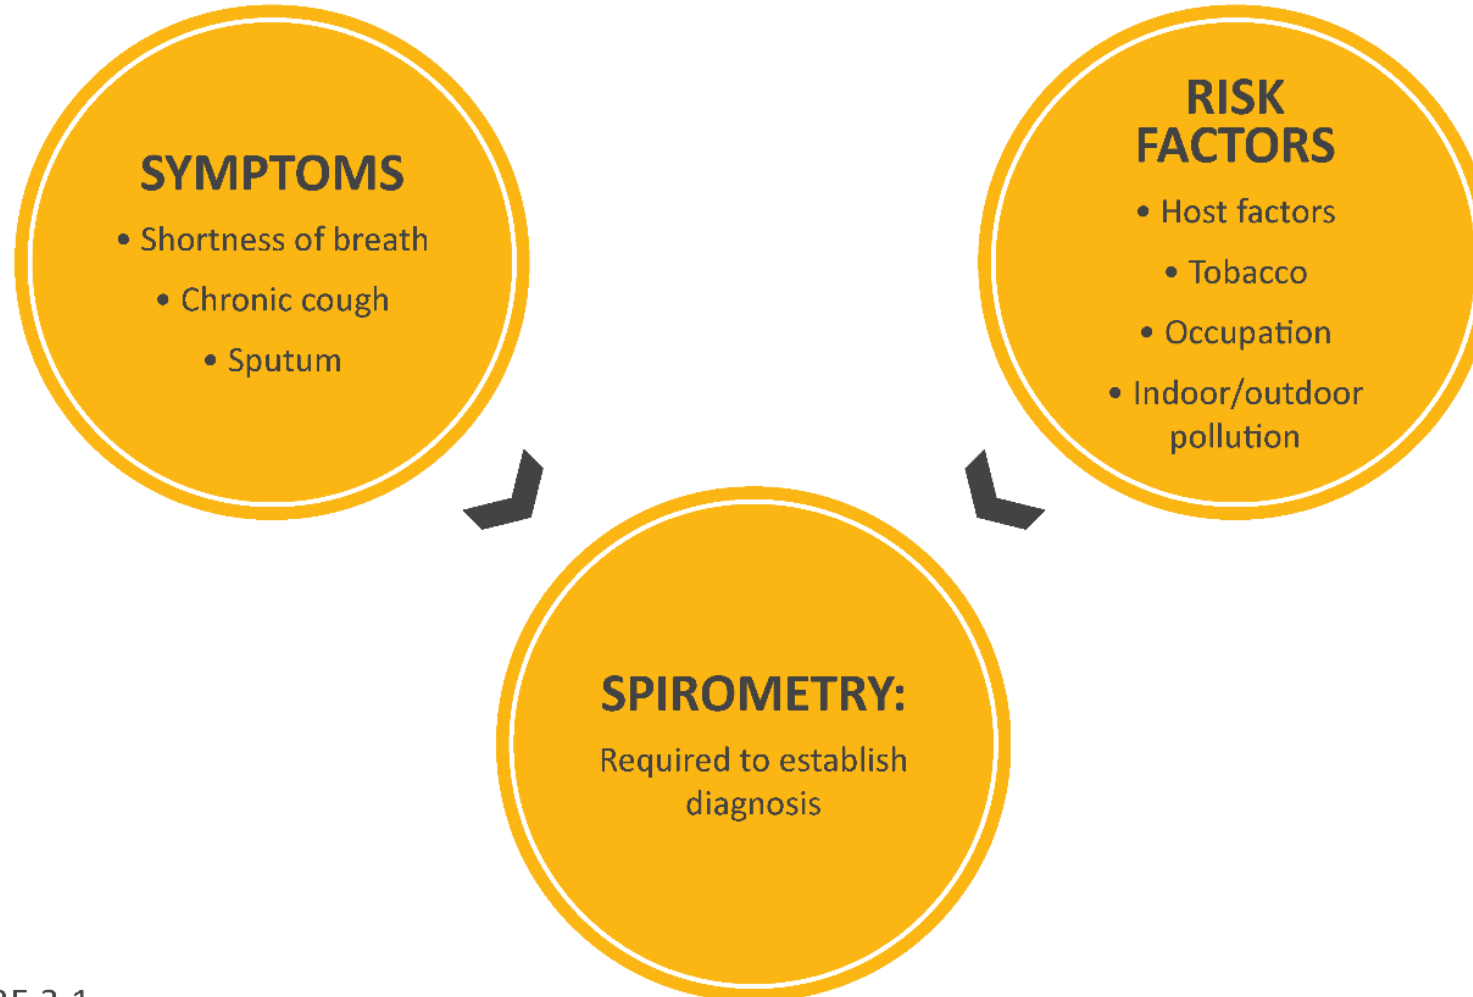 SYMPTOMS
• Shortness of breath
• Chronic cough
• Sputum
RISK
FACTORS
• Host factors
• Tobacco
• Occupation
• Indoor/outdoor
pollution
SPIROMETRY:
Required to establish
diagnosis